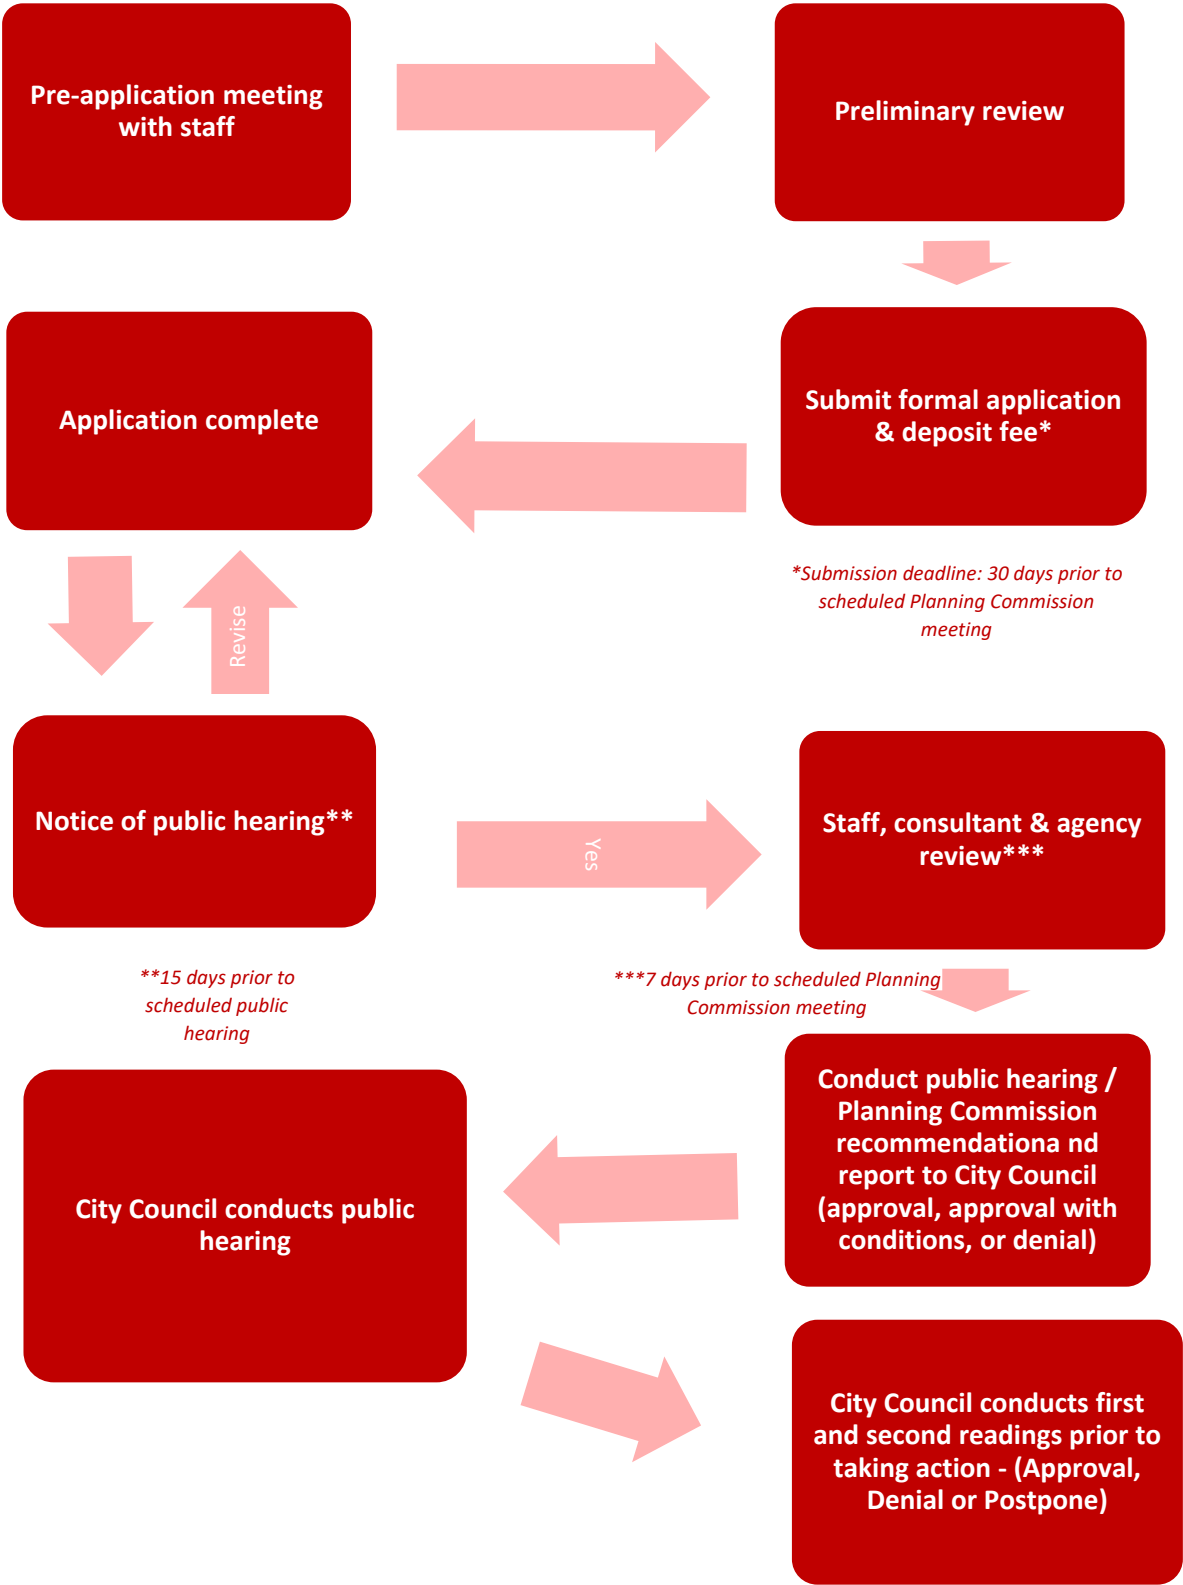 Pre-application meeting
with staff
Preliminary review
Submit formal application
& deposit fee*
*Submission deadline: 30 days prior to
scheduled Planning Commission
meeting
Application complete
Revise
Notice of public hearing**
**15 days prior to
scheduled public
hearing
Yes
Staff, consultant & agency
review***
***7 days prior to scheduled Planning
Commission meeting
Conduct public hearing /
Planning Commission
recommendationa nd
report to City Council
(approval, approval with
conditions, or denial)
City Council conducts public
hearing
City Council conducts first
and second readings prior to
taking action - (Approval,
Denial or Postpone)